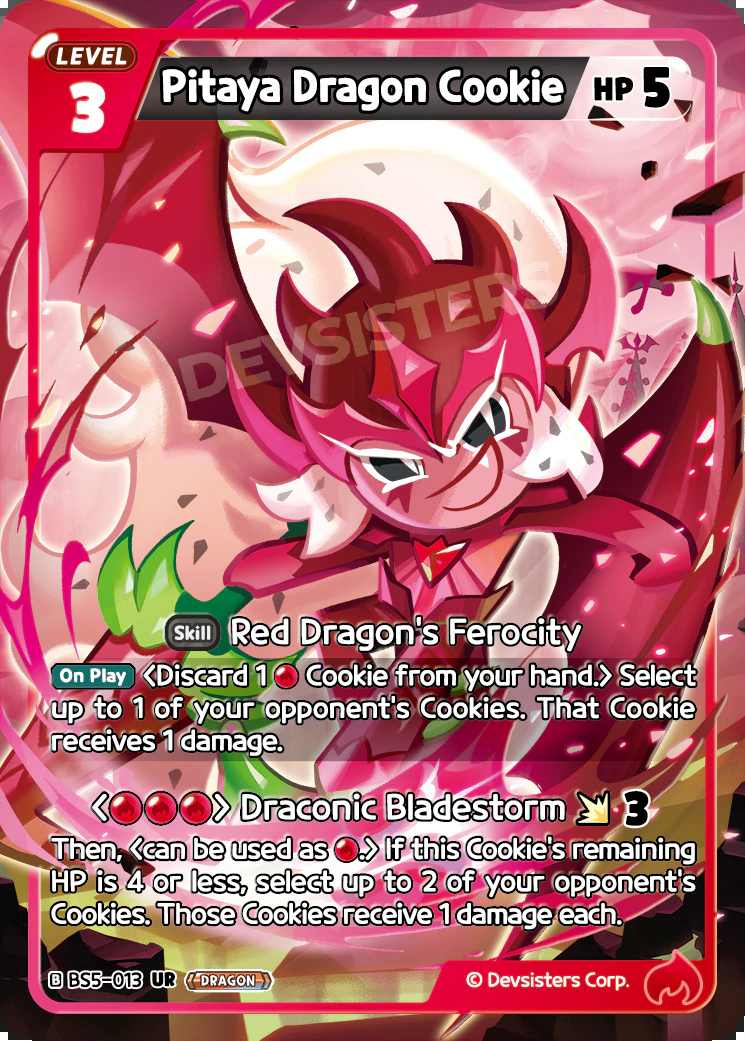 LEVEL
3
Pitaya Dragon Cookie
HP 5
DEVSISTERS
Skill Red Dragon's Ferocity
On Play 〈Discard 1 Cookie from your hand.〉 Select
up to 1 of your opponent's Cookies. That Cookie
receives 1 damage.
〈〉 Draconic Bladestorm 3
Then, 〈can be used as .〉 If this Cookie's remaining
HP is 4 or less, select up to 2 of your opponent's
Cookies. Those Cookies receive 1 damage each.
B BS5-013 UR DRAGON
© Devsisters Corp.